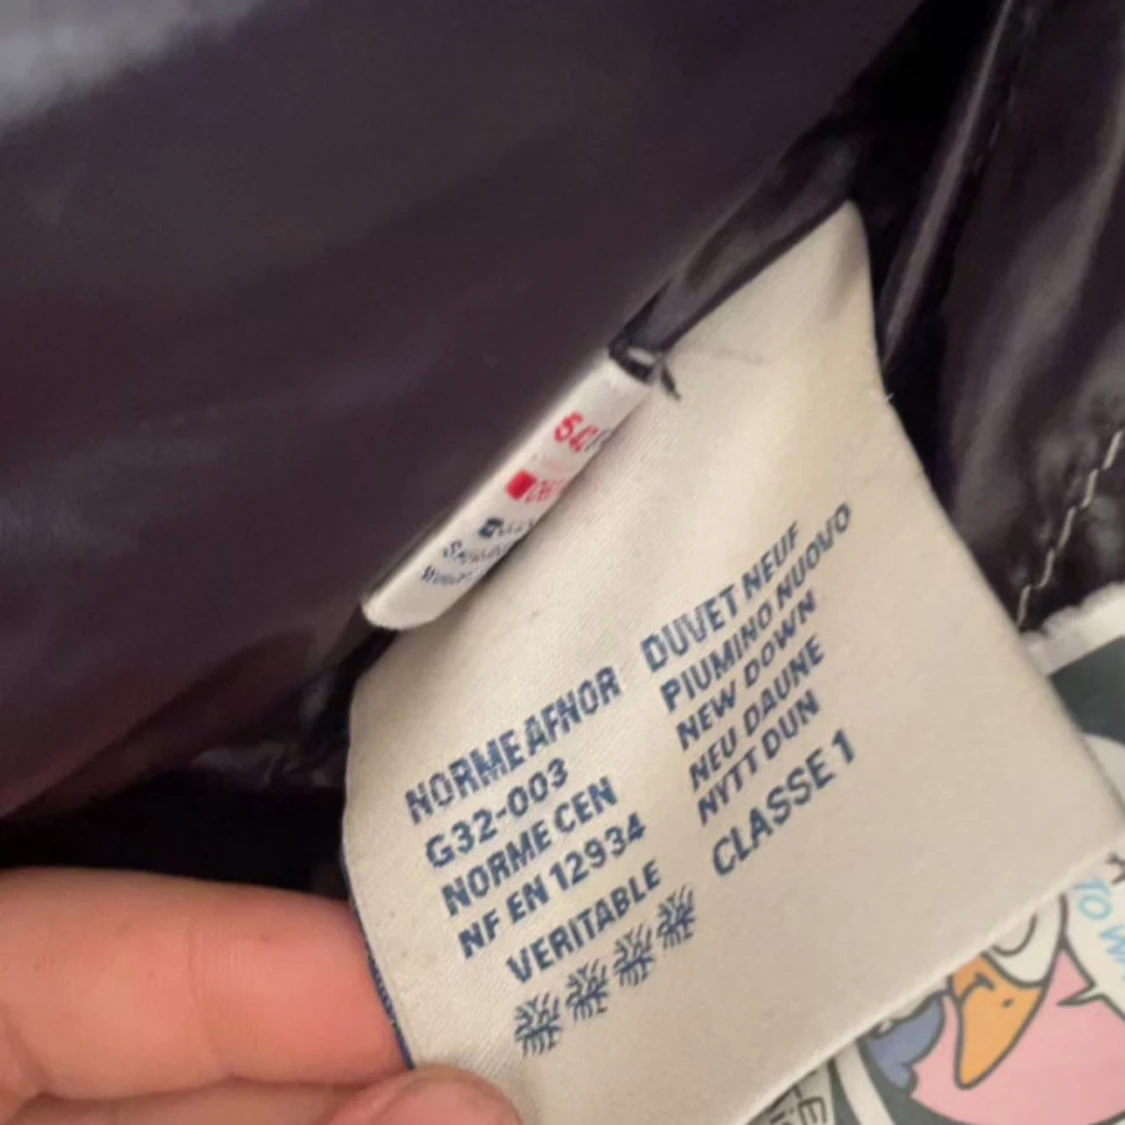 NORME AFNOR
G32-003
NORME CEN
NF EN 12934
VERITABLE
DUVET NEUF
PIUMINO NUOVO
NEW DOWN
NEU DAUNE
NYTT DUN
CLASSE 1
TO